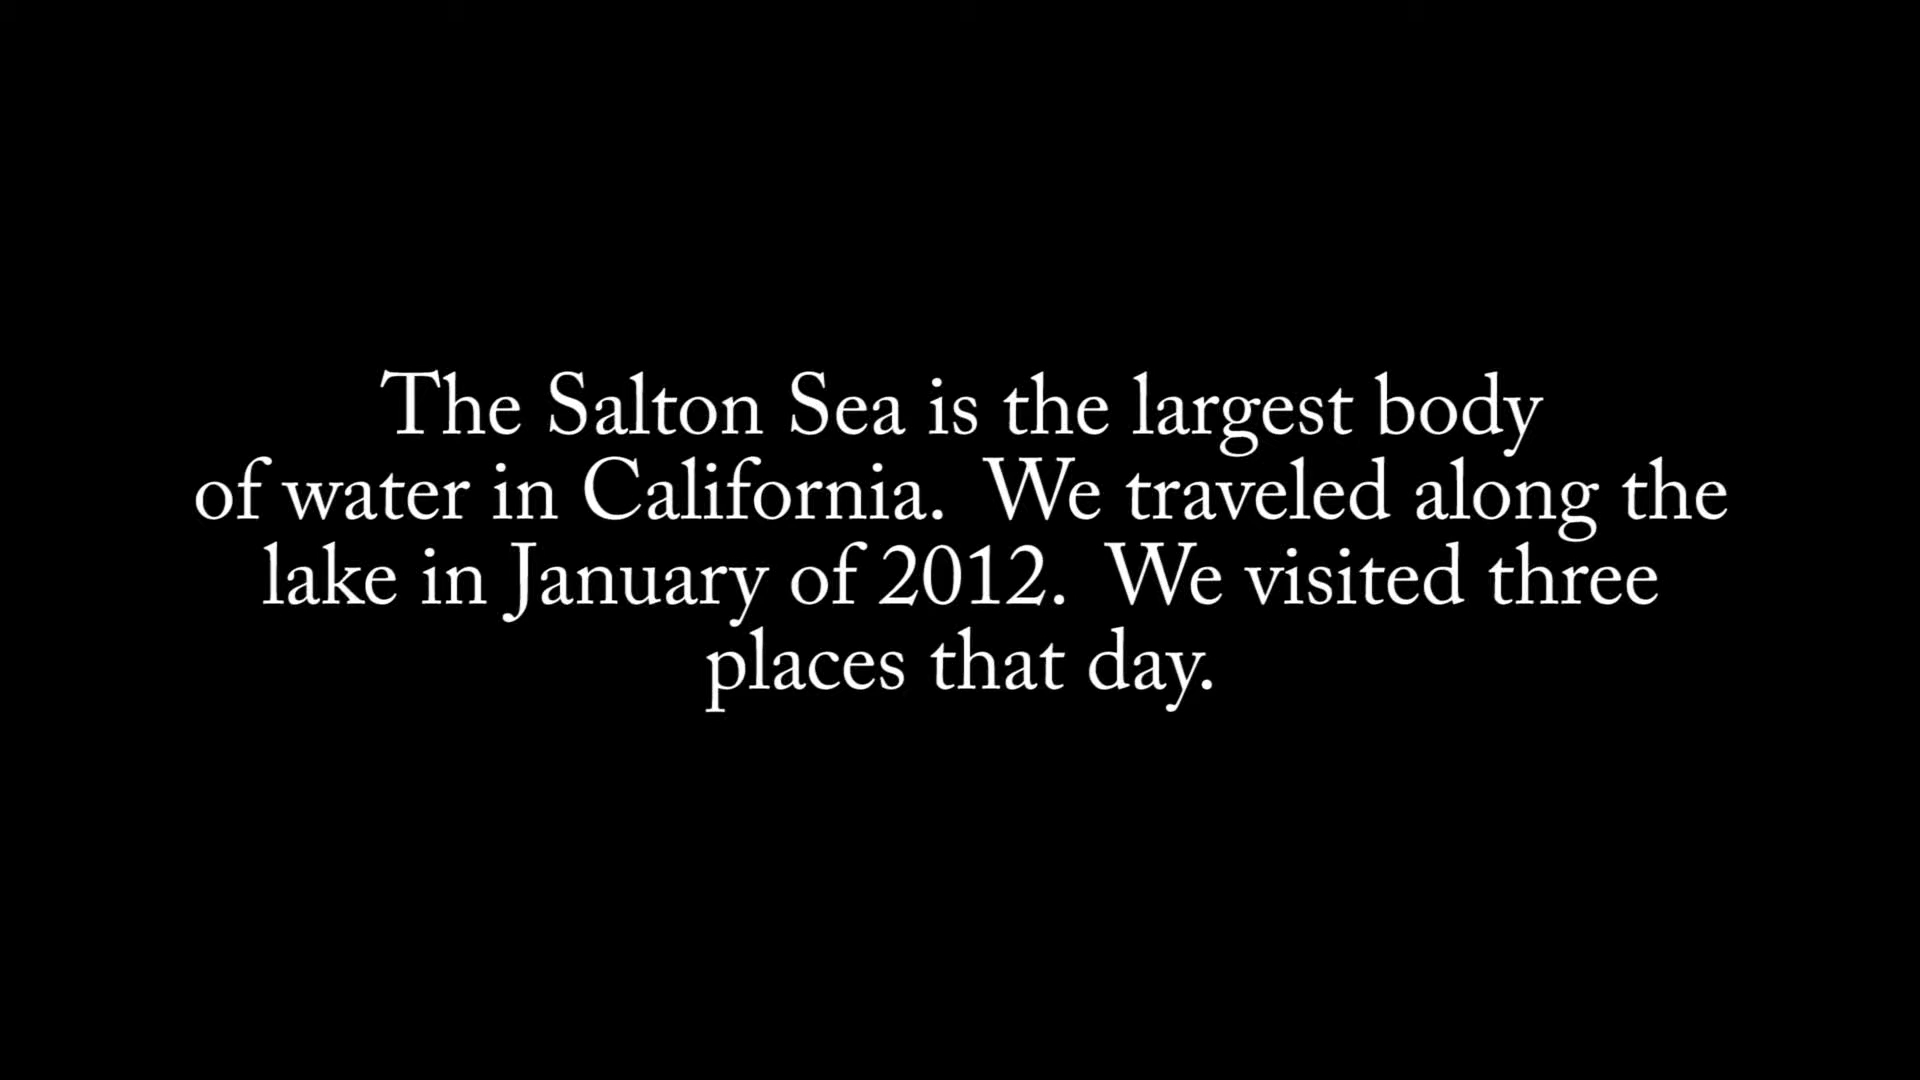 The Salton Sea is the largest body
of water in California.  We traveled along the
lake in January of 2012.  We visited three
places that day.